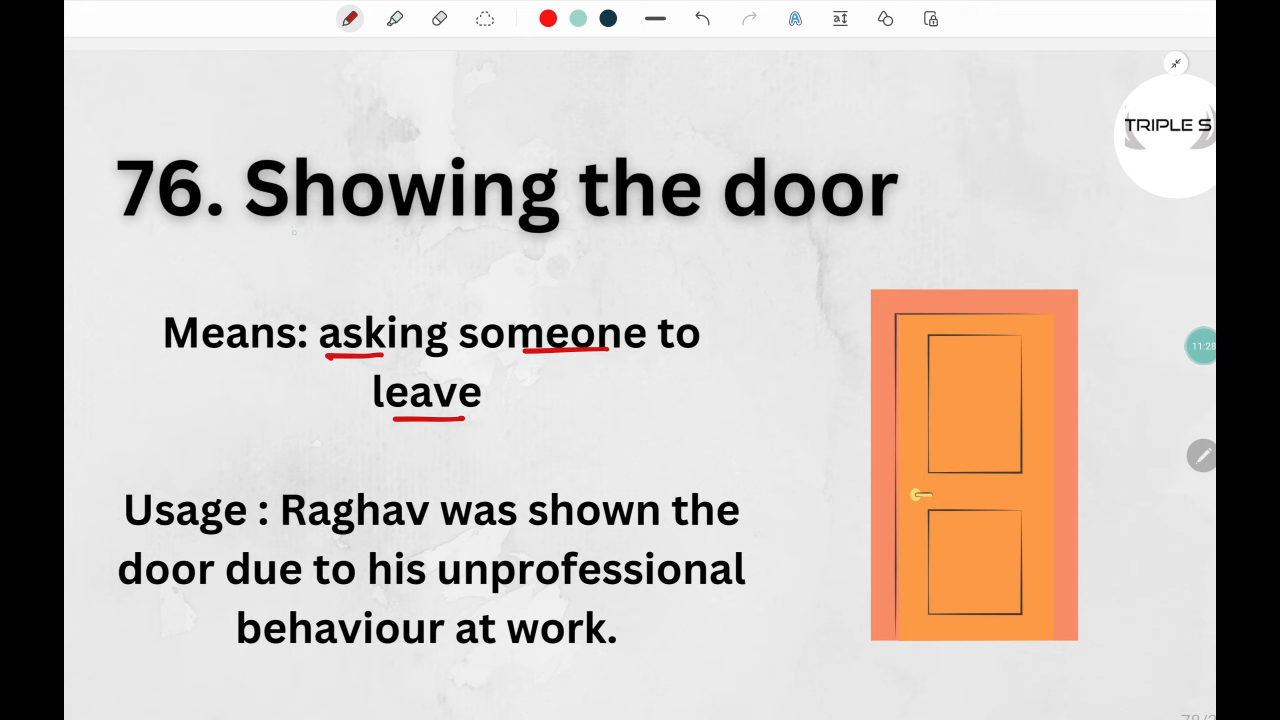 TRIPLE S
76. Showing the door
Means: asking someone to
leave
11:28
Usage : Raghav was shown the
door due to his unprofessional
behaviour at work.